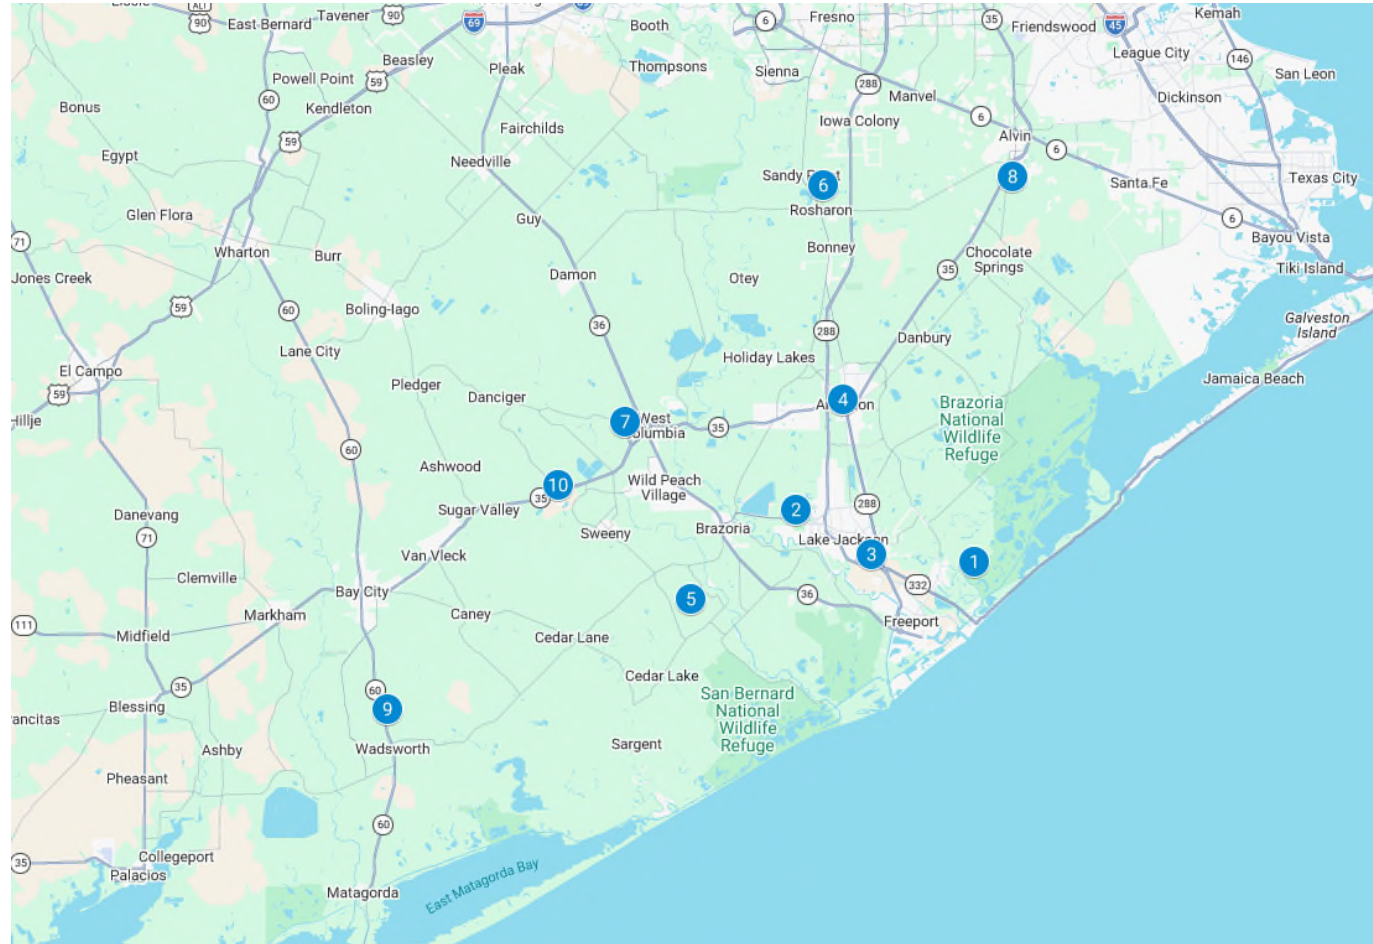 ALT
90
East Bernard
Tavener
90
69
Booth
6
Fresno
35
Friendswood
45
Kemah
League City
146
San Leon
Beasley
Pleak
Thompsons
Sienna
Powell Point
59
288
Manvel
Dickinson
Bonus
60
Kendleton
Fairchilds
Iowa Colony
6
59
Alvin
6
Egypt
Needville
Sandy
6
8
Santa Fe
Texas City
Glen Flora
Guy
Rosharon
6
71
Wharton
Burr
Bonney
Chocolate
Springs
Bayou Vista
Jones Creek
Damon
Otey
35
Tiki Island
59
60
Boling-Iago
36
288
Galveston
Island
Lane City
Danbury
El Campo
Holiday Lakes
59
Pledger
Danciger
Jamaica Beach
Hillje
4
Brazoria
National
Wildlife
Refuge
7
West
35
60
Ashwood
Wild Peach
Village
10
35
Danevang
Sugar Valley
2
288
71
Sweeny
Brazoria
Lake
Van Vleck
3
1
Clemville
Bay City
332
Markham
Caney
5
36
Freeport
111
Midfield
Cedar Lane
35
60
Cedar Lake
San Bernard
National
Wildlife
Refuge
Blessing
9
Ashby
Wadsworth
Sargent
Pheasant
60
35
Collegeport
Palacios
Matagorda
East Matagorda Bay